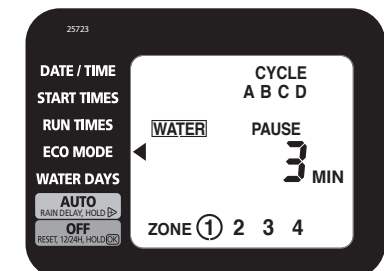 25723
DATE / TIME
START TIMES
RUN TIMES
ECO MODE
WATER DAYS
AUTO
RAIN DELAY, HOLD
OFF
RESET, 12/24H, HOLD OK
CYCLE
A B C D
WATER PAUSE
3 MIN
ZONE 1 2 3 4